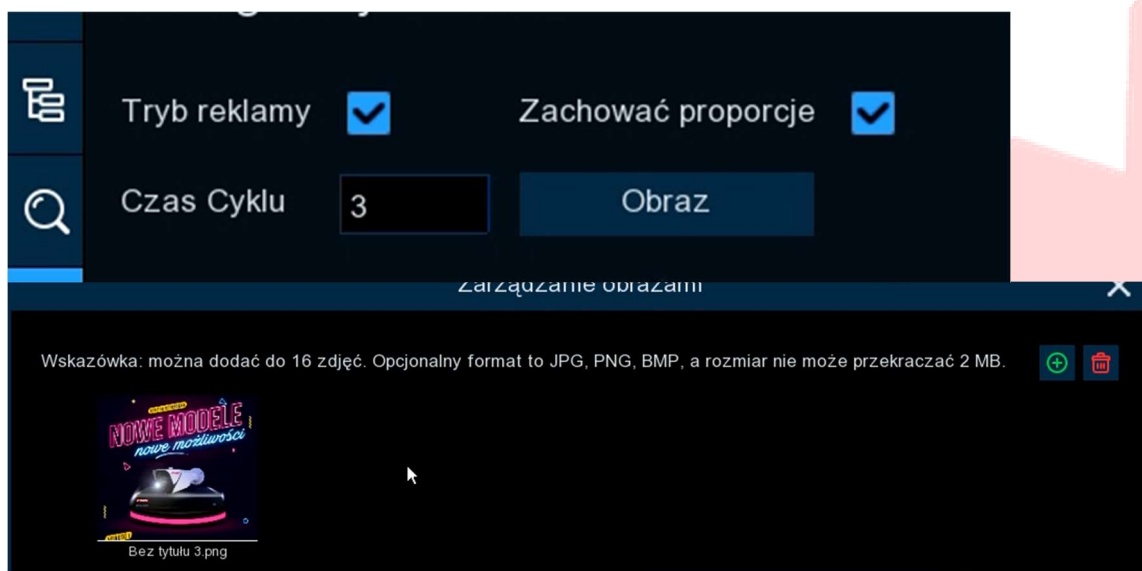 Tryb reklamy
Zachować proporcje
Czas Cyklu
3
Obraz
Zarządzanie obrazami
Wskazówka: można dodać do 16 zdjęć. Opcjonalny format to JPG, PNG, BMP, a rozmiar nie może przekraczać 2 MB.
NOWE MODELE
nowe możliwości
Bez tytułu 3.png